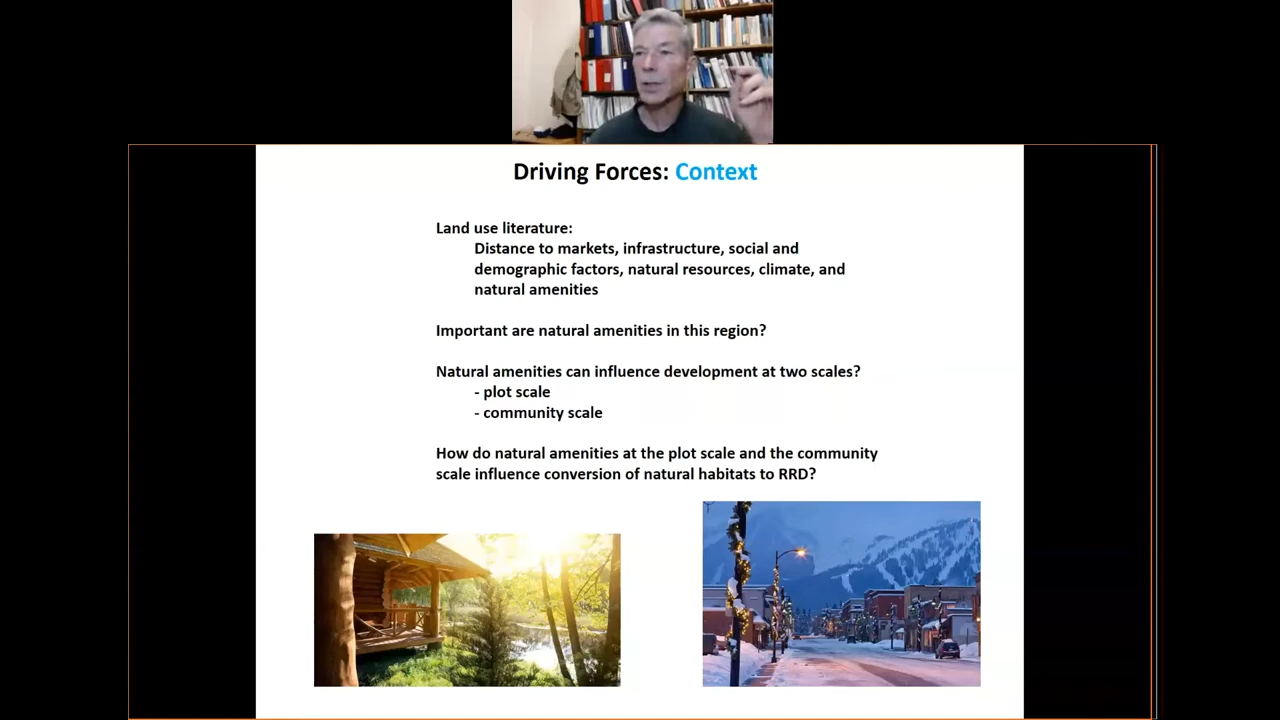 Driving Forces: Context
Land use literature:
Distance to markets, infrastructure, social and
demographic factors, natural resources, climate, and
natural amenities
Important are natural amenities in this region?
Natural amenities can influence development at two scales?
- plot scale
- community scale
How do natural amenities at the plot scale and the community
scale influence conversion of natural habitats to RRD?